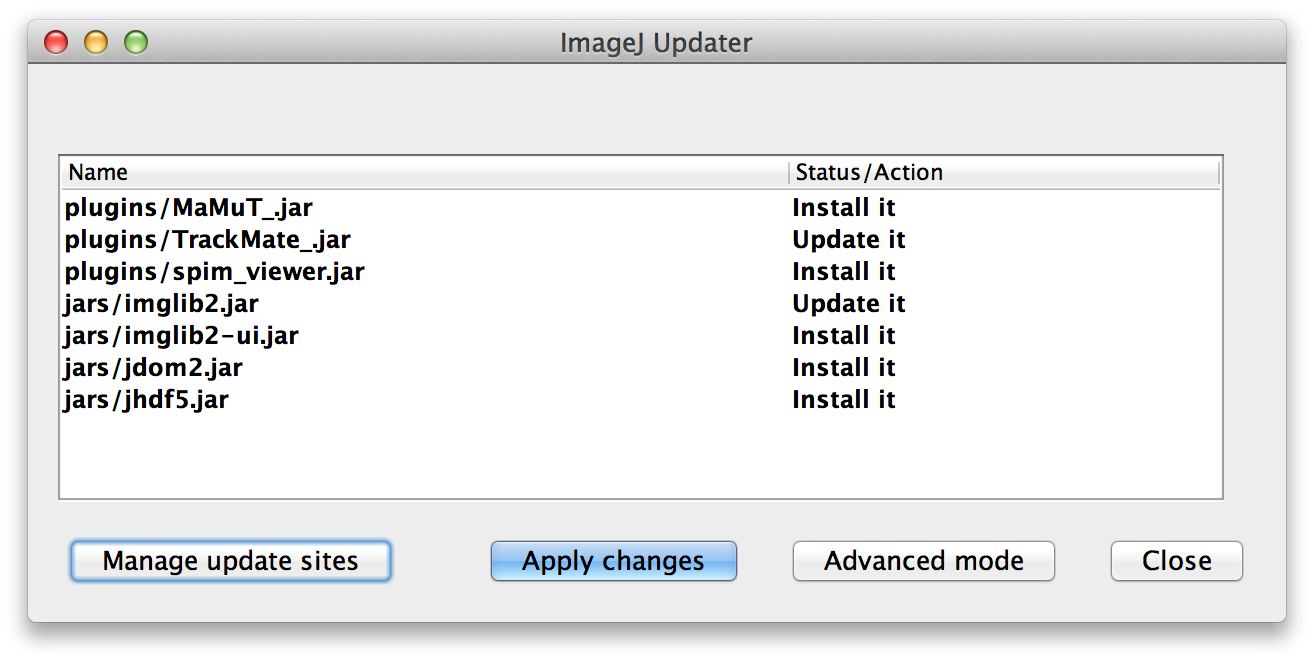 ImageJ Updater
Name Status/Action
plugins/MaMuT_.jar Install it
plugins/TrackMate_.jar Update it
plugins/spim_viewer.jar Install it
jars/imglib2.jar Update it
jars/imglib2-ui.jar Install it
jars/jdom2.jar Install it
jars/jhdf5.jar Install it
Manage update sites Apply changes Advanced mode Close